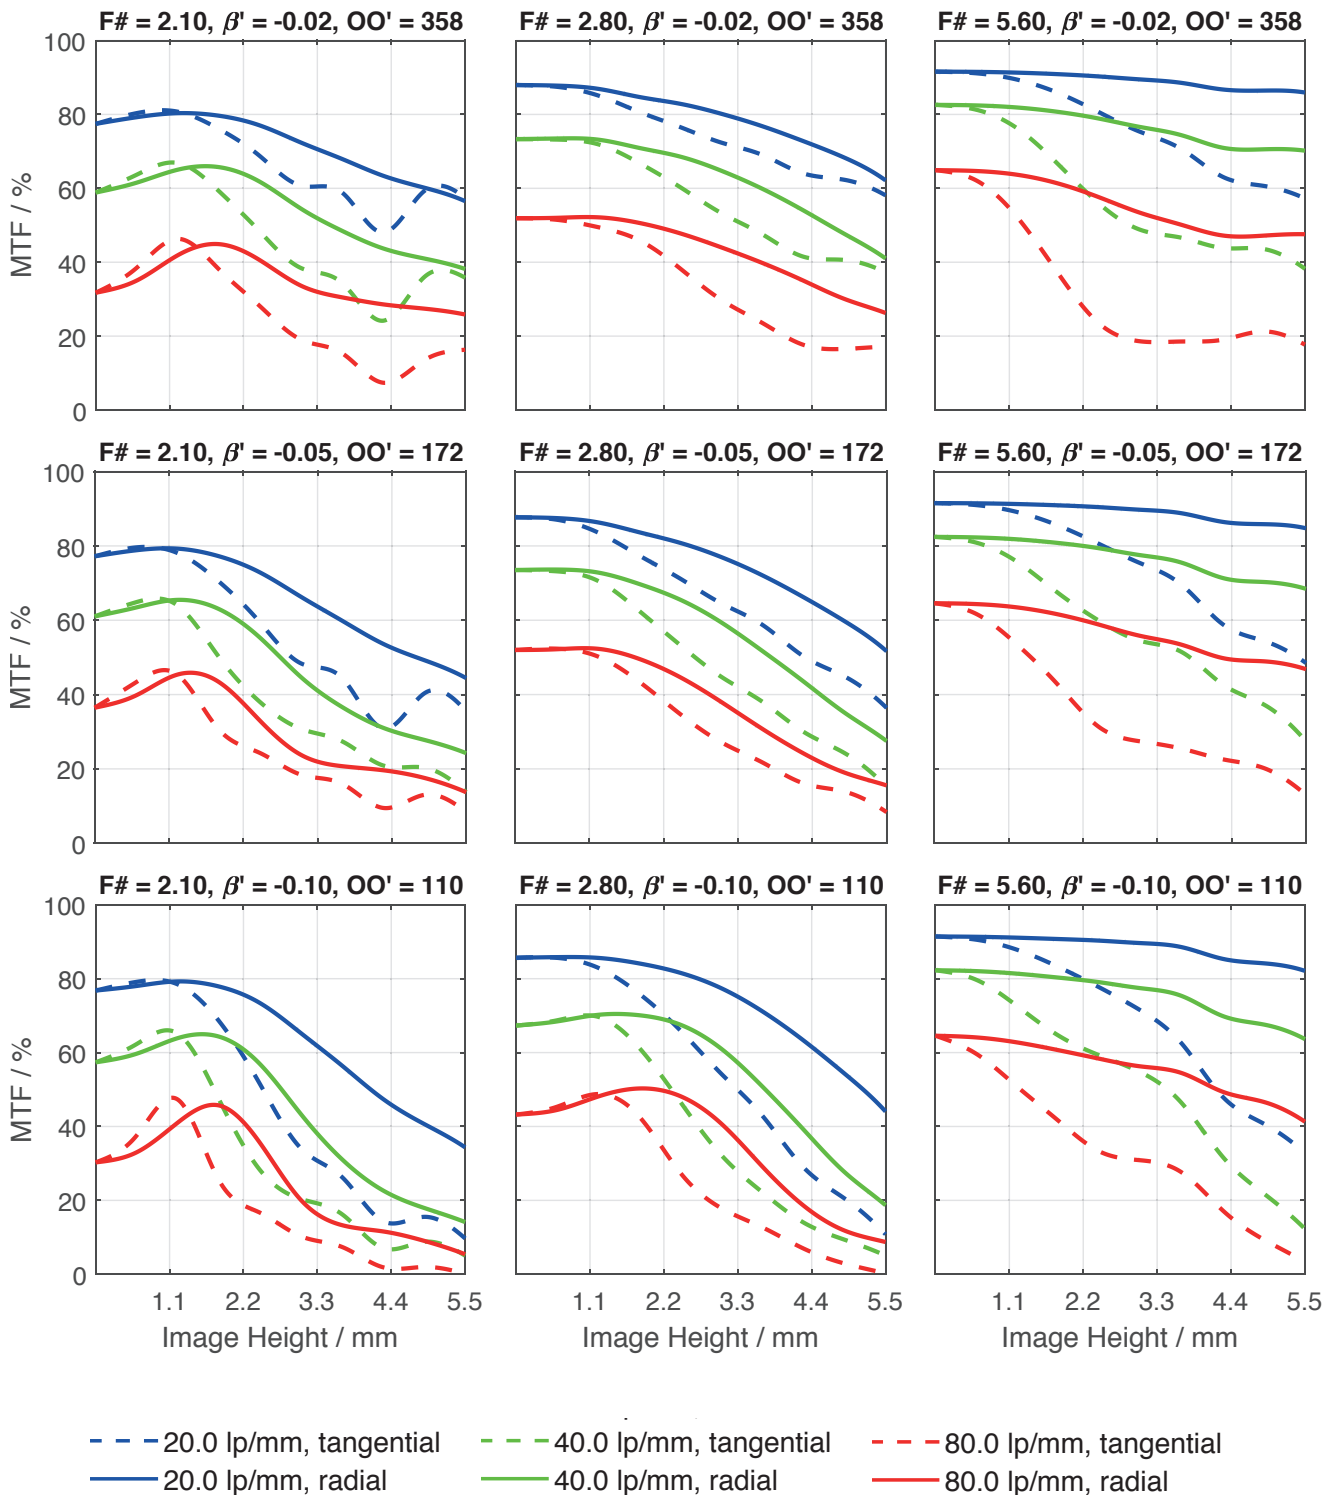 F# = 2.10, β' = -0.02, OO' = 358 F# = 2.80, β' = -0.02, OO' = 358 F# = 5.60, β' = -0.02, OO' = 358
100
80
60
40
20
0
MTF / %
F# = 2.10, β' = -0.05, OO' = 172 F# = 2.80, β' = -0.05, OO' = 172 F# = 5.60, β' = -0.05, OO' = 172
100
80
60
40
20
0
MTF / %
F# = 2.10, β' = -0.10, OO' = 110 F# = 2.80, β' = -0.10, OO' = 110 F# = 5.60, β' = -0.10, OO' = 110
100
80
60
40
20
0
MTF / %
1.1 2.2 3.3 4.4 5.5 1.1 2.2 3.3 4.4 5.5 1.1 2.2 3.3 4.4 5.5
Image Height / mm Image Height / mm Image Height / mm
20.0 lp/mm, tangential 40.0 lp/mm, tangential 80.0 lp/mm, tangential
20.0 lp/mm, radial 40.0 lp/mm, radial 80.0 lp/mm, radial